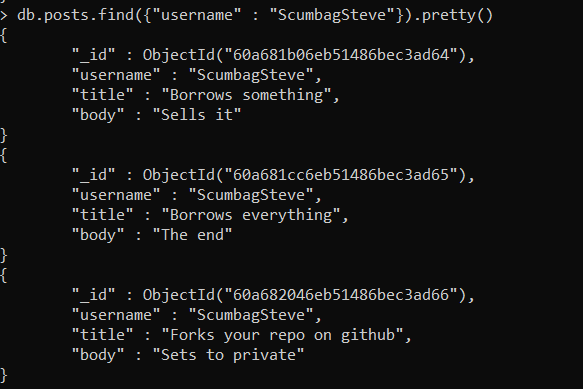 > db.posts.find({"username" : "ScumbagSteve"}).pretty()
{
"_id" : ObjectId("60a681b06eb51486bec3ad64"),
"username" : "ScumbagSteve",
"title" : "Borrows something",
"body" : "Sells it"
}
{
"_id" : ObjectId("60a681cc6eb51486bec3ad65"),
"username" : "ScumbagSteve",
"title" : "Borrows everything",
"body" : "The end"
}
{
"_id" : ObjectId("60a682046eb51486bec3ad66"),
"username" : "ScumbagSteve",
"title" : "Forks your repo on github",
"body" : "Sets to private"
}